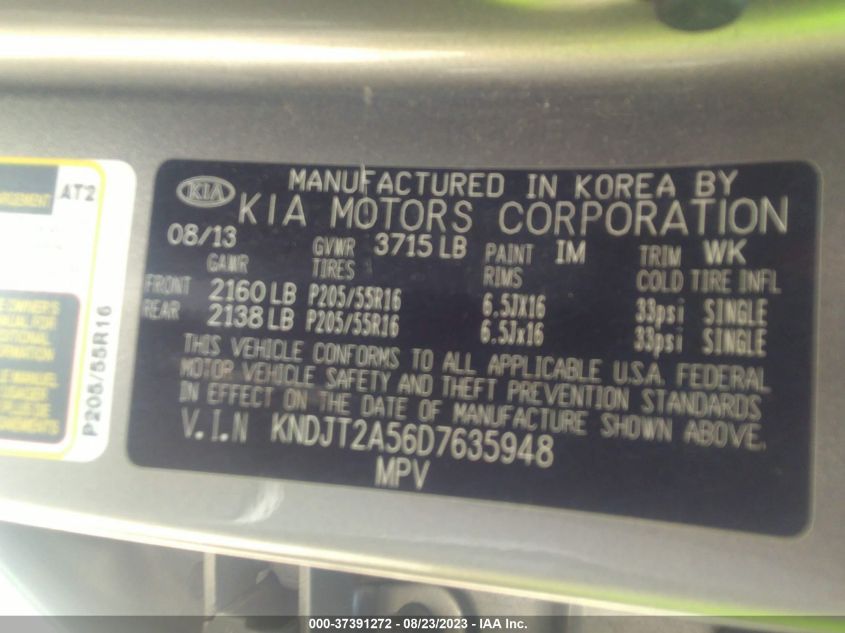 MANUFACTURED IN KOREA BY
KIA
KIA MOTORS CORPORATION
08/13 GVWR 3715 LB PAINT IM TRIM WK
GAWR TIRES RIMS COLD TIRE INFL
FRONT 2160 LB P205/55R16 6.5JX16 33psi SINGLE
REAR 2138 LB P205/55R16 6.5Jx16 33psi SINGLE
THIS VEHICLE CONFORMS TO ALL APPLICABLE U.S.A. FEDERAL
MOTOR VEHICLE SAFETY AND THEFT PREVENTION STANDARDS
IN EFFECT ON THE DATE OF MANUFACTURE SHOWN ABOVE.
V.I.N KNDJT2A56D7635948
MPV
AT2
P205/55R16
000-37391272 — 08/23/2023 - IAA Inc.